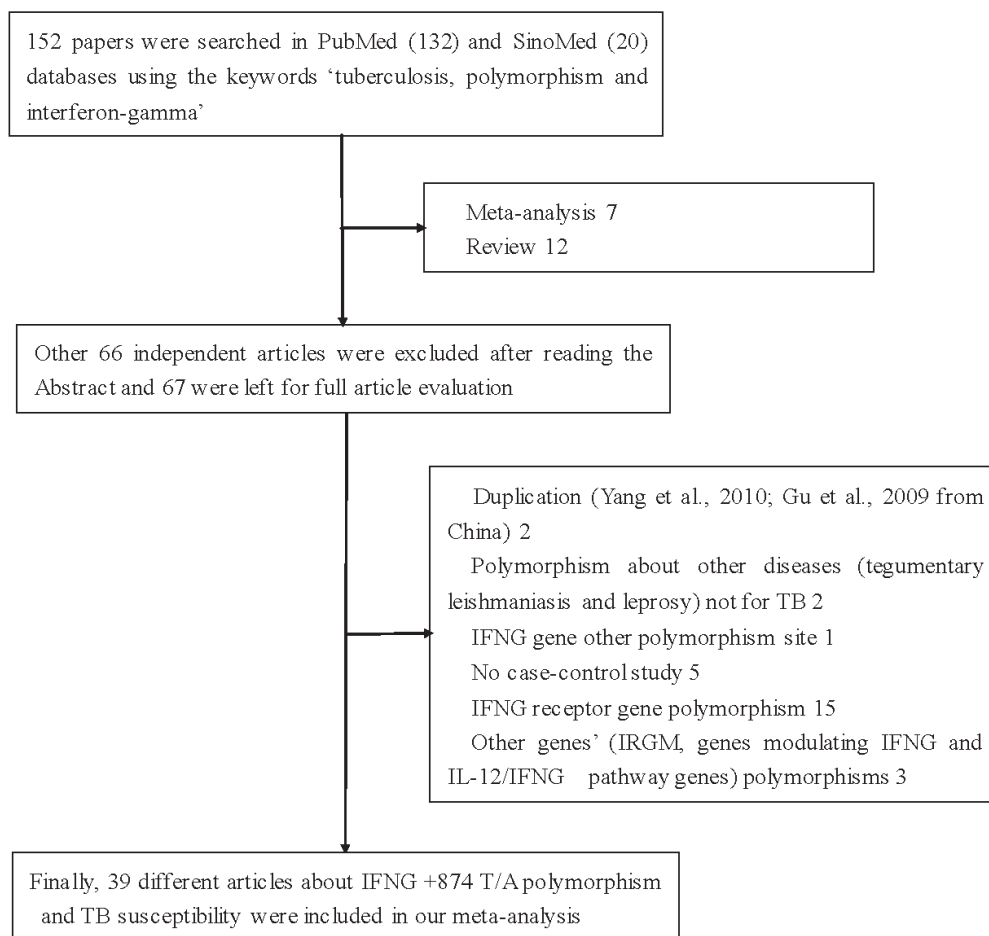 152 papers were searched in PubMed (132) and SinoMed (20)
databases using the keywords ‘tuberculosis, polymorphism and
interferon-gamma’
Meta-analysis 7
Review 12
Other 66 independent articles were excluded after reading the
Abstract and 67 were left for full article evaluation
Duplication (Yang et al., 2010; Gu et al., 2009 from
China) 2
Polymorphism about other diseases (tegumentary
leishmaniasis and leprosy) not for TB 2
IFNG gene other polymorphism site 1
No case-control study 5
IFNG receptor gene polymorphism 15
Other genes’ (IRGM, genes modulating IFNG and
IL-12/IFNG pathway genes) polymorphisms 3
Finally, 39 different articles about IFNG +874 T/A polymorphism
and TB susceptibility were included in our meta-analysis